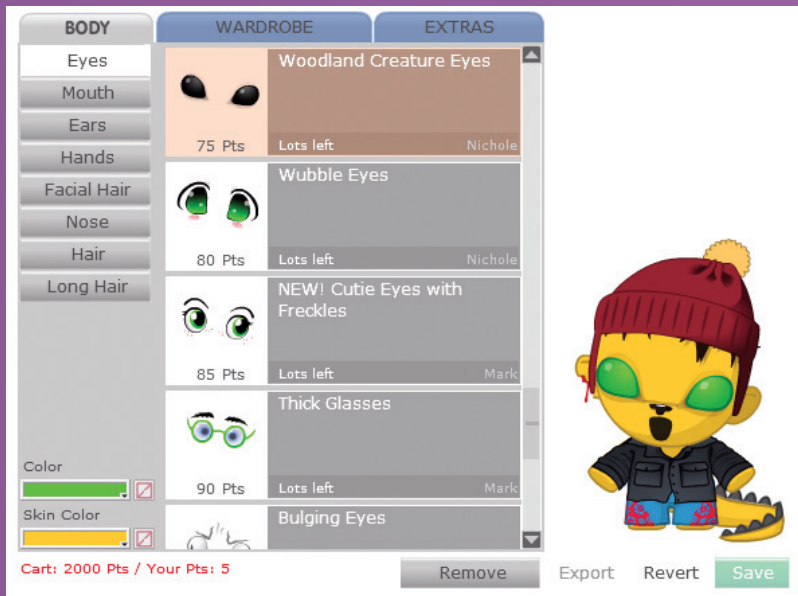 BODY
WARDROBE
EXTRAS
Eyes
Mouth
Ears
Hands
Facial Hair
Nose
Hair
Long Hair
Color
Skin Color
Woodland Creature Eyes
75 Pts
Lots left
Nichole
Wubble Eyes
80 Pts
Lots left
Nichole
NEW! Cutie Eyes with
Freckles
85 Pts
Lots left
Mark
Thick Glasses
90 Pts
Lots left
Mark
Bulging Eyes
Cart: 2000 Pts / Your Pts: 5
Remove
Export
Revert
Save